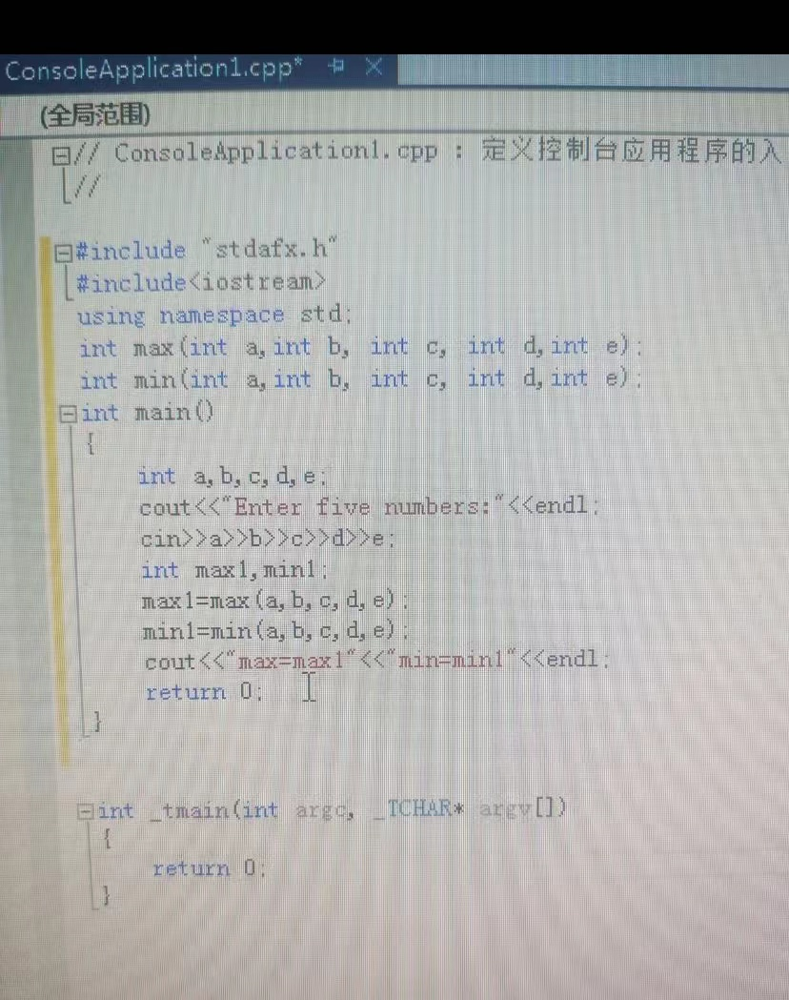 ConsoleApplication1.cpp*
(全局范围)
// ConsoleApplication1.cpp : 定义控制台应用程序的入
//
#include "stdafx.h"
#include<iostream>
using namespace std;
int max(int a,int b, int c, int d,int e);
int min(int a,int b, int c, int d,int e);
int main()
{
int a,b,c,d,e;
cout<<"Enter five numbers:"<<endl;
cin>>a>>b>>c>>d>>e;
int max1,min1;
max1=max(a,b,c,d,e);
min1=min(a,b,c,d,e);
cout<<"max=max1"<<"min=min1"<<endl;
return 0;
}
int _tmain(int argc, _TCHAR* argv[])
{
return 0;
}